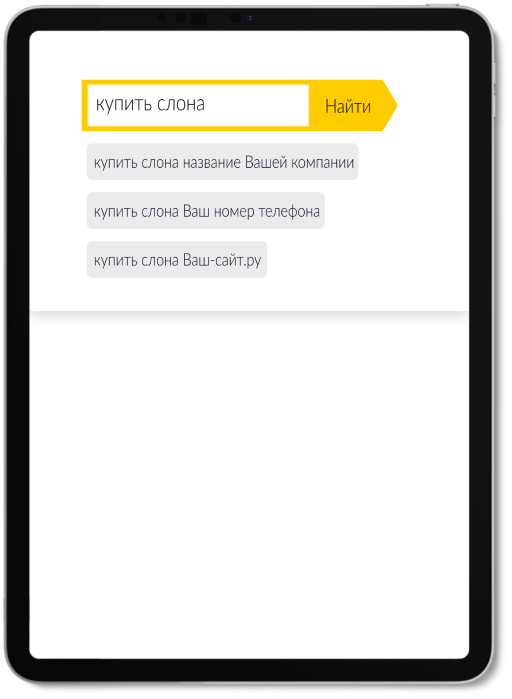 купить слона
Найти
купить слона название Вашей компании
купить слона Ваш номер телефона
купить слона Ваш-сайт.ру